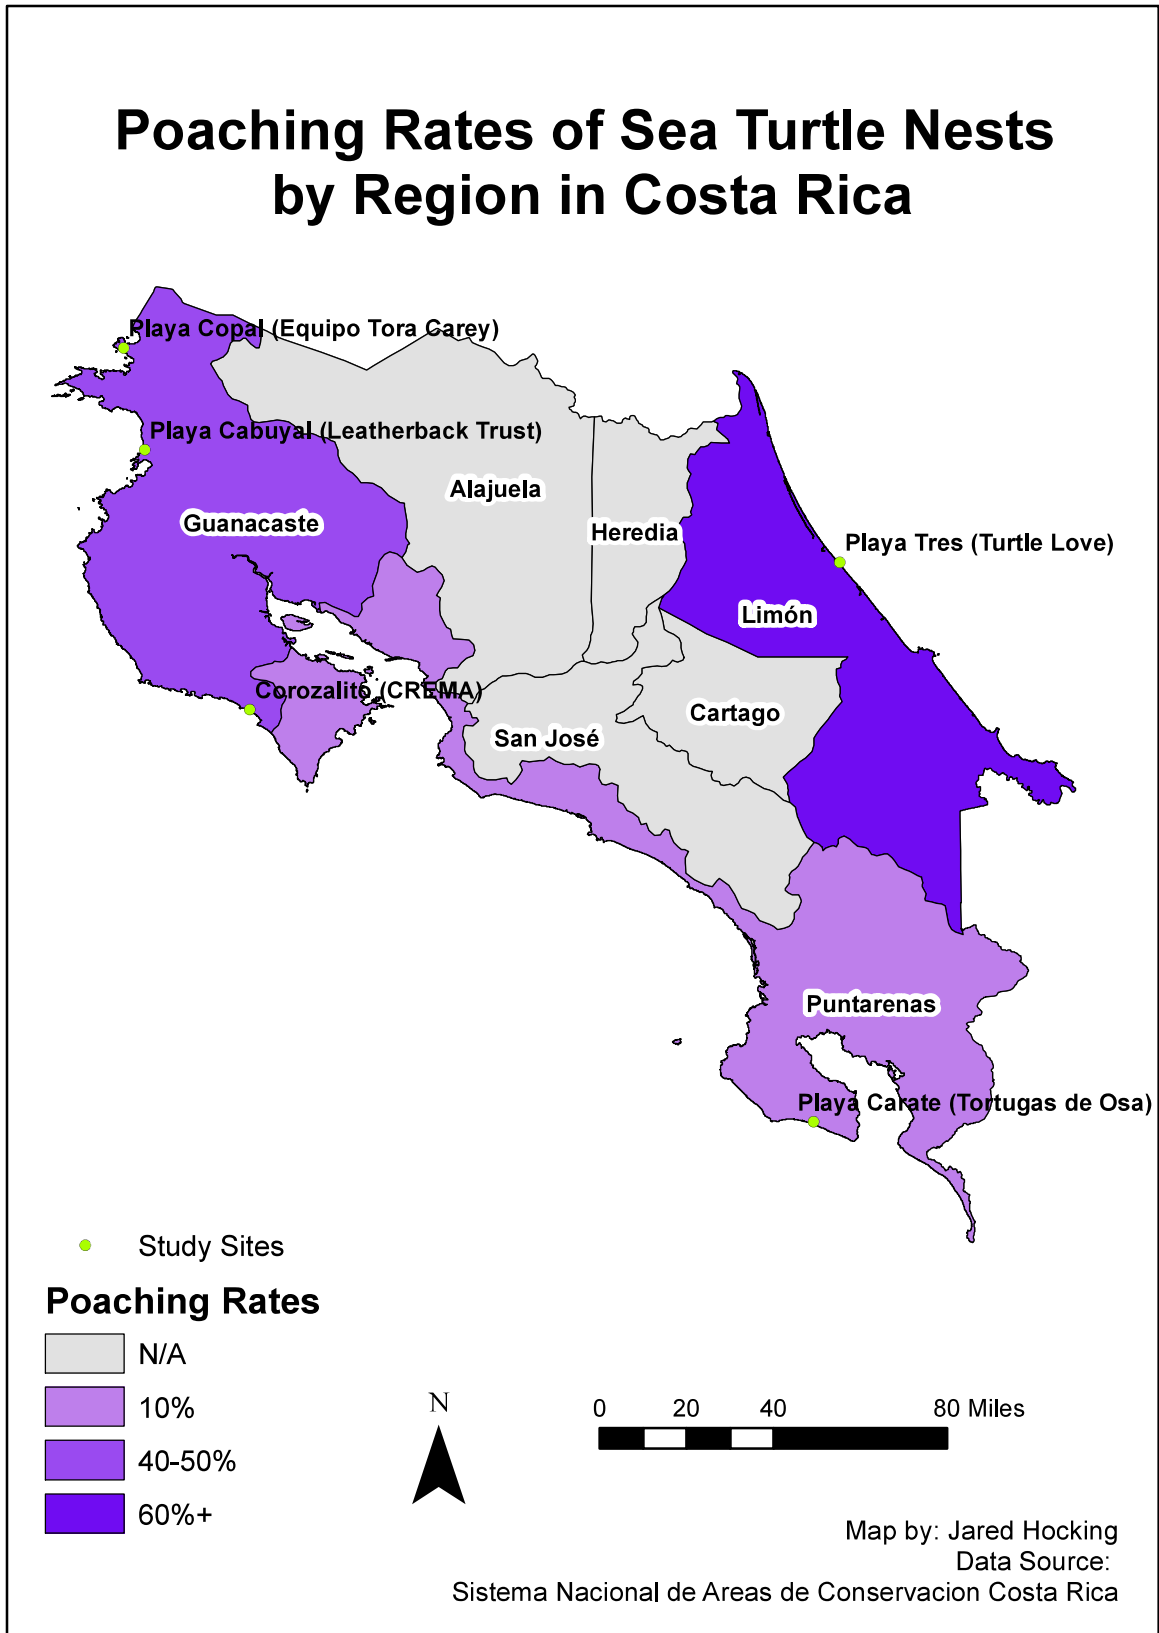 Poaching Rates of Sea Turtle Nests
by Region in Costa Rica
Playa Copal (Equipo Tora Carey)
Playa Cabuyal (Leatherback Trust)
Alajuela
Guanacaste
Heredia
Playa Tres (Turtle Love)
Limón
Corozalito (CREMA)
Cartago
San José
Puntarenas
Playa Carate (Tortugas de Osa)
Study Sites
Poaching Rates
N/A
10%
40-50%
60%+
N
0 20 40 80 Miles
Map by: Jared Hocking
Data Source:
Sistema Nacional de Areas de Conservacion Costa Rica